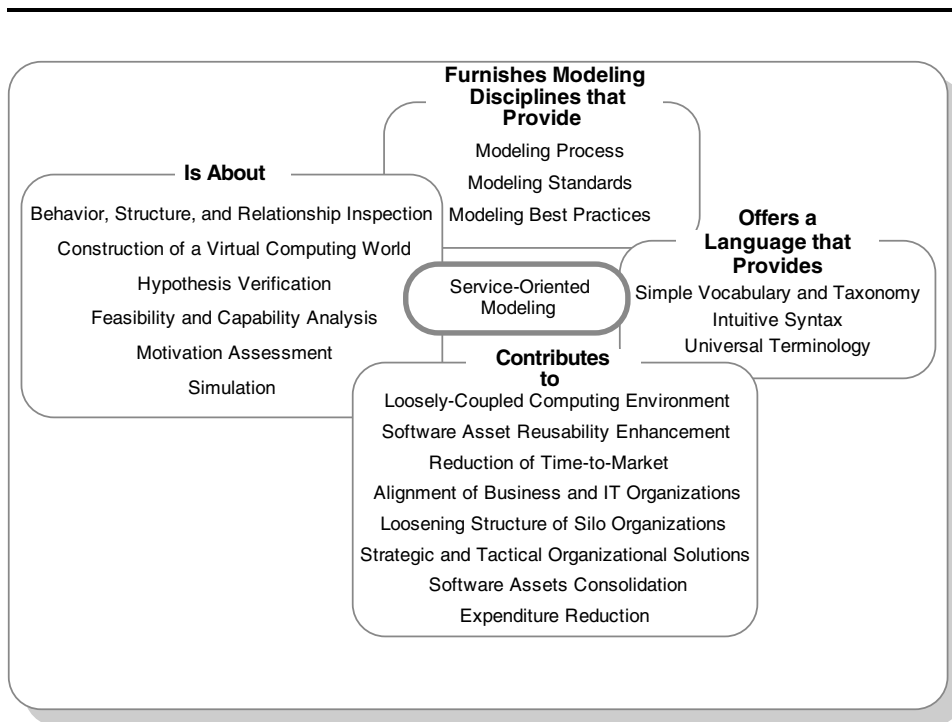 Furnishes Modeling
Disciplines that
Provide
Modeling Process
Modeling Standards
Modeling Best Practices
Is About
Behavior, Structure, and Relationship Inspection
Construction of a Virtual Computing World
Hypothesis Verification
Feasibility and Capability Analysis
Motivation Assessment
Simulation
Service-Oriented
Modeling
Offers a
Language that
Provides
Simple Vocabulary and Taxonomy
Intuitive Syntax
Universal Terminology
Contributes
to
Loosely-Coupled Computing Environment
Software Asset Reusability Enhancement
Reduction of Time-to-Market
Alignment of Business and IT Organizations
Loosening Structure of Silo Organizations
Strategic and Tactical Organizational Solutions
Software Assets Consolidation
Expenditure Reduction